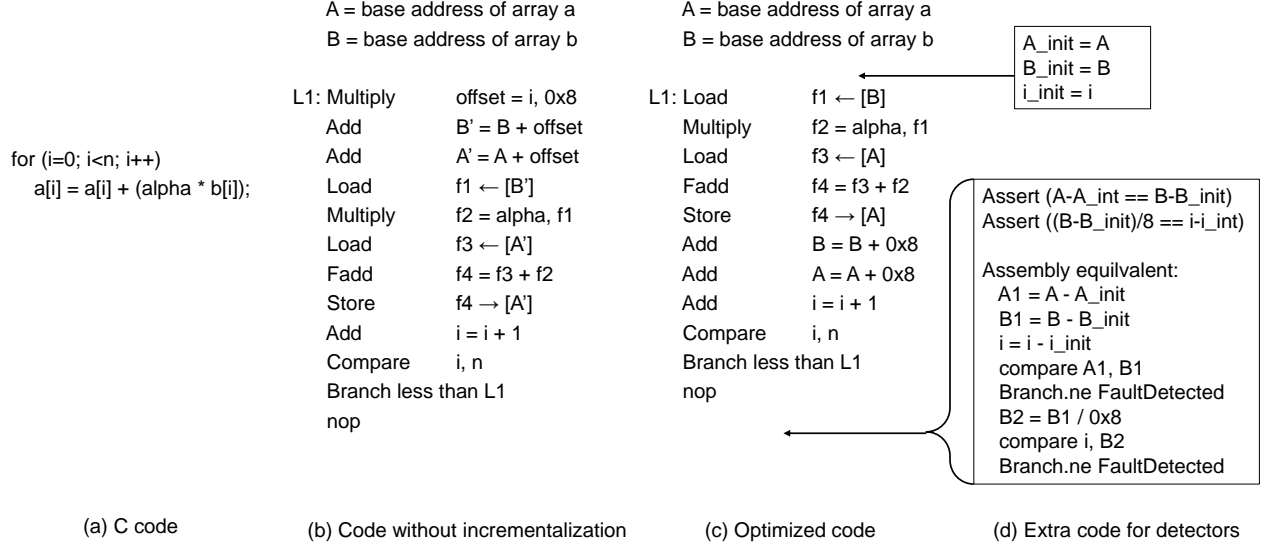 A = base address of array a
B = base address of array b
A = base address of array a
B = base address of array b
A_init = A
B_init = B
i_init = i
for (i=0; i<n; i++)
a[i] = a[i] + (alpha * b[i]);
L1: Multiply offset = i, 0x8
Add B’ = B + offset
Add A’ = A + offset
Load f1 ← [B’]
Multiply f2 = alpha, f1
Load f3 ← [A’]
Fadd f4 = f3 + f2
Store f4 → [A’]
Add i = i + 1
Compare i, n
Branch less than L1
nop
L1: Load f1 ← [B]
Multiply f2 = alpha, f1
Load f3 ← [A]
Fadd f4 = f3 + f2
Store f4 → [A]
Add B = B + 0x8
Add A = A + 0x8
Add i = i + 1
Compare i, n
Branch less than L1
nop
Assert (A-A_int == B-B_init)
Assert ((B-B_init)/8 == i-i_int)
Assembly equilvalent:
A1 = A - A_init
B1 = B - B_init
i = i - i_init
compare A1, B1
Branch.ne FaultDetected
B2 = B1 / 0x8
compare i, B2
Branch.ne FaultDetected
(a) C code
(b) Code without incrementalization
(c) Optimized code
(d) Extra code for detectors